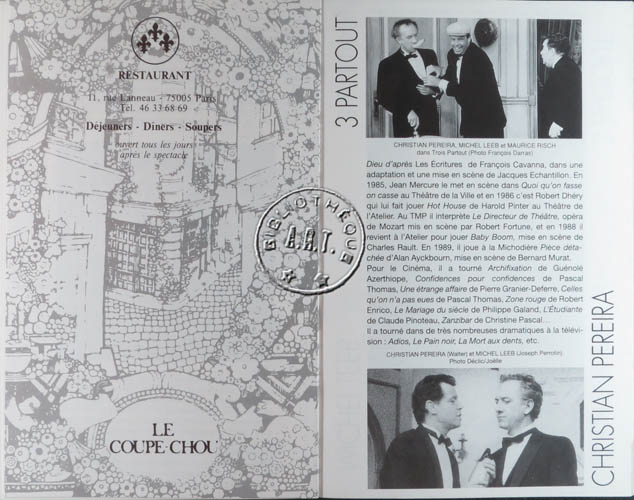 RESTAURANT
11, rue Lanneau - 75005 Paris
Tel. 46 33 68 69
Déjeuners - Diners - Soupers
ouvert tous les jours
après le spectacle
LE
COUPE-CHOU
BIBLIOTHÈQUE
A.R.T.
3 PARTOUT
CHRISTIAN PEREIRA, MICHEL LEEB et MAURICE RISCH
dans Trois Partout (Photo François Darras)
Dieu d'après Les Ecritures de François Cavanna, dans une
adaptation et une mise en scène de Jacques Echantillon. En
1985, Jean Mercure le met en scène dans Quoi qu'on fasse
on casse au Théâtre de la Ville et en 1986 c'est Robert Dhéry
qui lui fait jouer Hot House de Harold Pinter au Théâtre de
l'Atelier. Au TMP il interprète Le Directeur de Théâtre, opéra
de Mozart mis en scène par Robert Fortune, et en 1988 il
revient à l'Atelier pour jouer Baby Boom, mise en scène de
Charles Rault. En 1989, il joue à la Michodière Pièce déta-
chée d'Alan Ayckbourn, mise en scène de Bernard Murat.
Pour le Cinéma, il a tourné Archifixation de Guénolé
Azerthiope, Confidences pour confidences de Pascal
Thomas, Une étrange affaire de Pierre Granier-Deferre, Celles
qu'on n'a pas eues de Pascal Thomas, Zone rouge de Robert
Enrico, Le Mariage du siècle de Philippe Galand, L'Étudiante
de Claude Pinoteau, Zanzibar de Christine Pascal...
Il a tourné dans de très nombreuses dramatiques à la télévi-
sion : Adios, Le Pain noir, La Mort aux dents, etc.
CHRISTIAN PEREIRA (Walter) et MICHEL LEEB (Joseph Perrotin)
Photo Déclic/Joëlle
CHRISTIAN PEREIRA